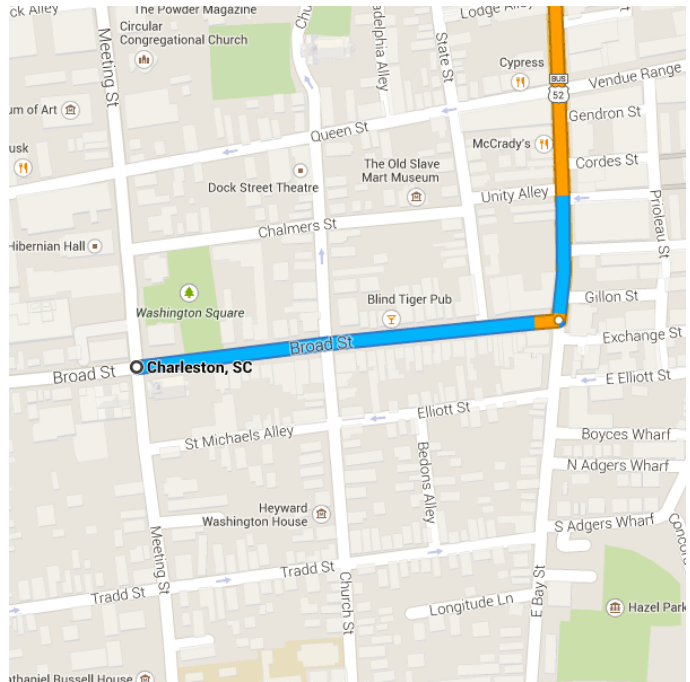 The Powder Magazine
Lodge Alley
ck Alley
Circular
Congregational Church
Meeting St
Chu
adelphia Alley
State St
Cypress
BUS
52
Vendue Range
Gendron St
um of Art
Queen St
McCrady's
usk
The Old Slave
Mart Museum
Cordes St
Dock Street Theatre
Unity Alley
Prioleau St
Chalmers St
Hibernian Hall
Blind Tiger Pub
Gillon St
Washington Square
Exchange St
Broad St
Broad St
Charleston, SC
E Elliott St
Elliott St
St Michaels Alley
Boyces Wharf
Bedons Alley
N Adgers Wharf
Heyward
Washington House
S Adgers Wharf
Concord
Meeting St
Tradd St
Tradd St
Church St
E Bay St
Longitude Ln
Hazel Park
athaniel Russell House